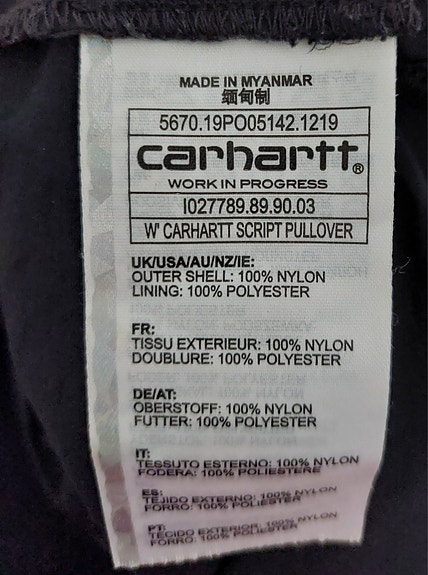 MADE IN MYANMAR
缅甸制
5670.19PO05142.1219
carhartt®
WORK IN PROGRESS
I027789.89.90.03
W' CARHARTT SCRIPT PULLOVER
UK/USA/AU/NZ/IE:
OUTER SHELL: 100% NYLON
LINING: 100% POLYESTER
FR:
TISSU EXTERIEUR: 100% NYLON
DOUBLURE: 100% POLYESTER
DE/AT:
OBERSTOFF: 100% NYLON
FUTTER: 100% POLYESTER
IT:
TESSUTO ESTERNO: 100% NYLON
FODERA: 100% POLIESTERE
ES:
TEJIDO EXTERNO: 100% NYLON
FORRO: 100% POLIESTER
PT:
TECIDO EXTERIOR: 100% NYLON
FORRO: 100% POLIESTER